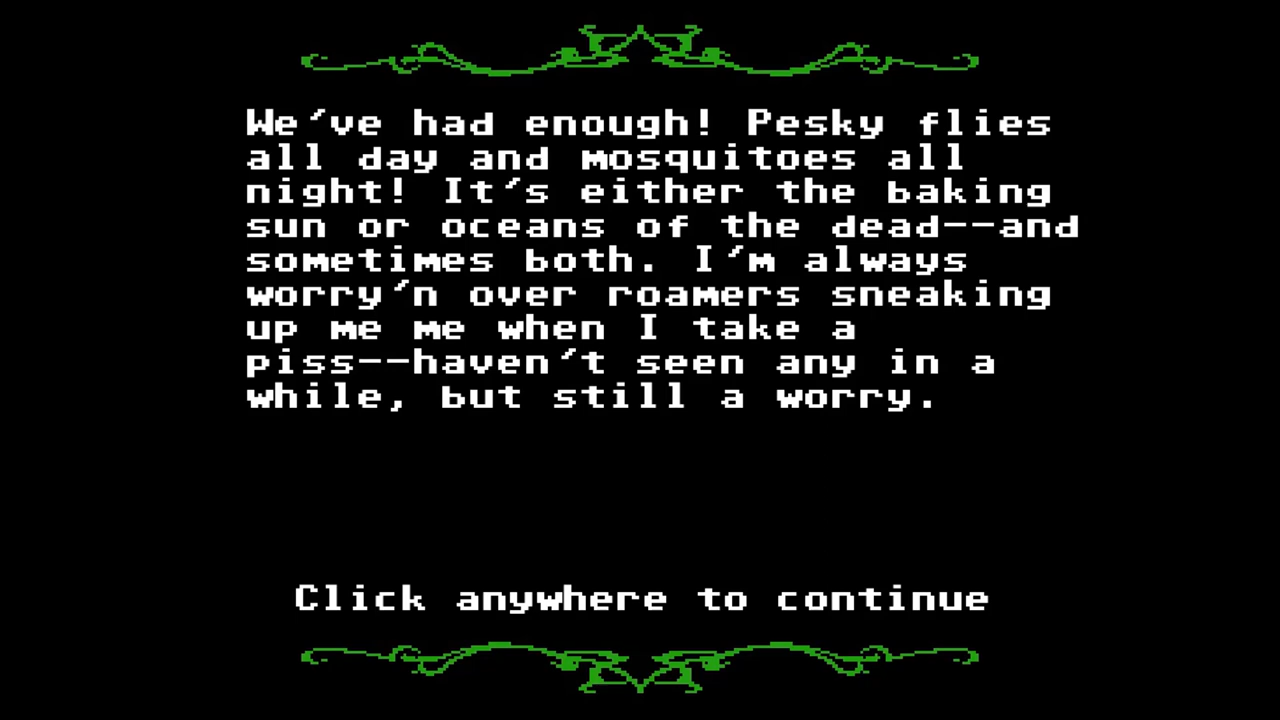 We've had enough! Pesky flies
all day and mosquitoes all
night! It's either the baking
sun or oceans of the dead--and
sometimes both. I'm always
worry'n over roamers sneaking
up me me when I take a
piss--haven't seen any in a
while, but still a worry.
Click anywhere to continue